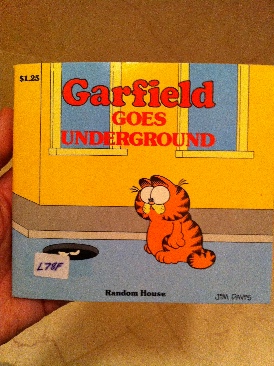 $1.25
Garfield
GOES
UNDERGROUND
L78F
Random House
JIM DAVIS